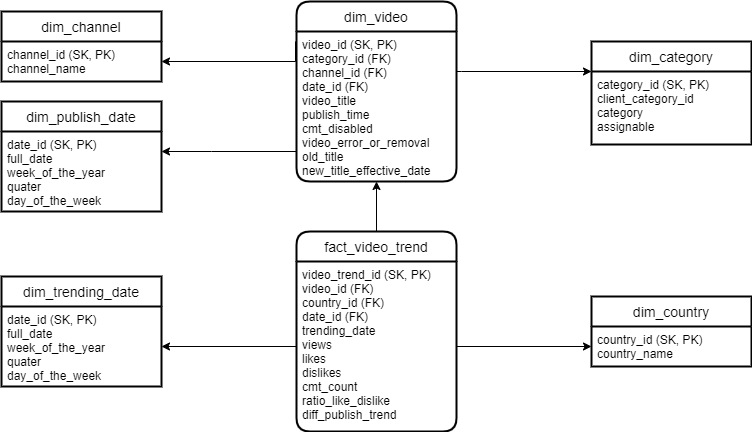 dim_channel
channel_id (SK, PK)
channel_name
dim_video
video_id (SK, PK)
category_id (FK)
channel_id (FK)
date_id (FK)
video_title
publish_time
cmt_disabled
video_error_or_removal
old_title
new_title_effective_date
dim_category
category_id (SK, PK)
client_category_id
category
assignable
dim_publish_date
date_id (SK, PK)
full_date
week_of_the_year
quater
day_of_the_week
fact_video_trend
video_trend_id (SK, PK)
video_id (FK)
country_id (FK)
date_id (FK)
trending_date
views
likes
dislikes
cmt_count
ratio_like_dislike
diff_publish_trend
dim_trending_date
date_id (SK, PK)
full_date
week_of_the_year
quater
day_of_the_week
dim_country
country_id (SK, PK)
country_name